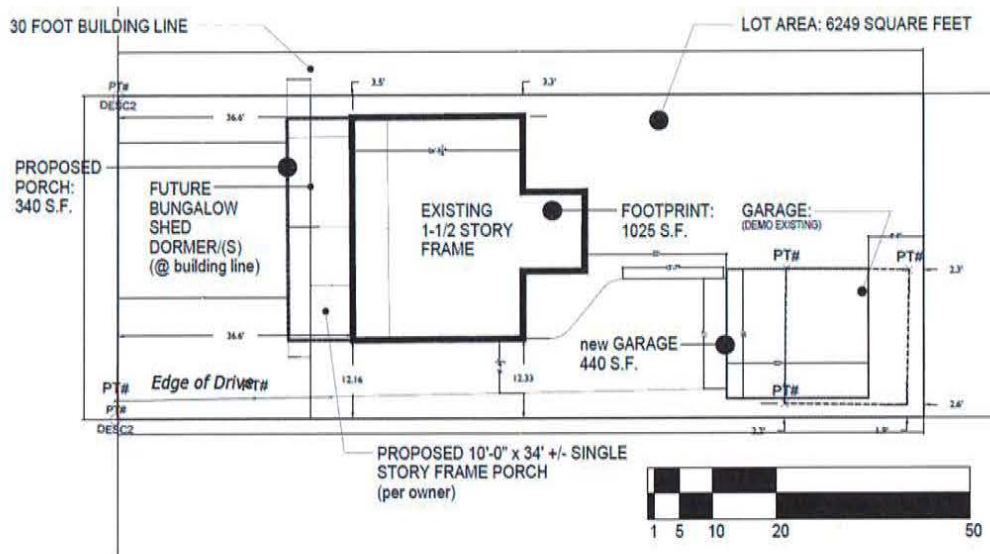 30 FOOT BUILDING LINE
LOT AREA: 6249 SQUARE FEET
PT#
DESC2
3.5'
3.3'
36.6'
PROPOSED
PORCH:
340 S.F.
FUTURE
BUNGALOW
SHED
DORMER/(S)
(@ building line)
EXISTING
1-1/2 STORY
FRAME
FOOTPRINT:
1025 S.F.
GARAGE:
(DEMO EXISTING)
PT#
PT#
3.3'
new GARAGE
440 S.F.
36.6'
12.16
12.33
Edge of Drive
PT#
PT#
PT#
PT#
DESC2
2.6'
PROPOSED 10'-0" x 34' +/- SINGLE
STORY FRAME PORCH
(per owner)
1 5 10 20 50